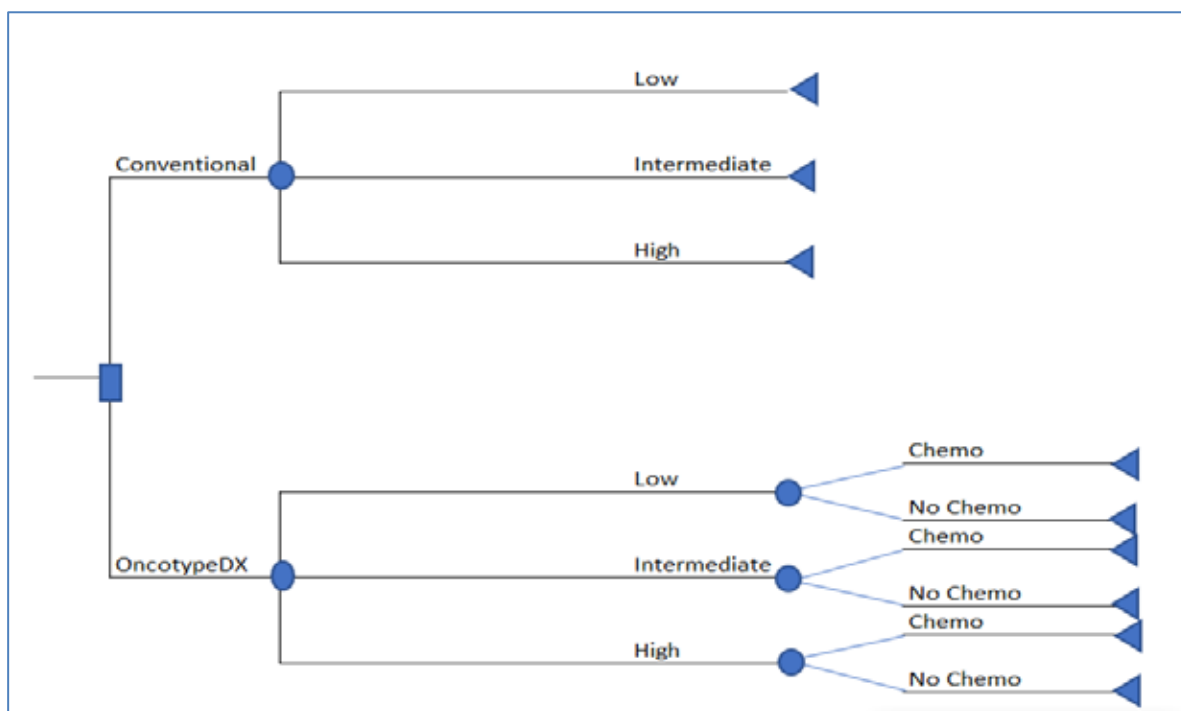 Low
Conventional
Intermediate
High
Chemo
Low
No Chemo
Chemo
OncotypeDX
Intermediate
No Chemo
Chemo
High
No Chemo